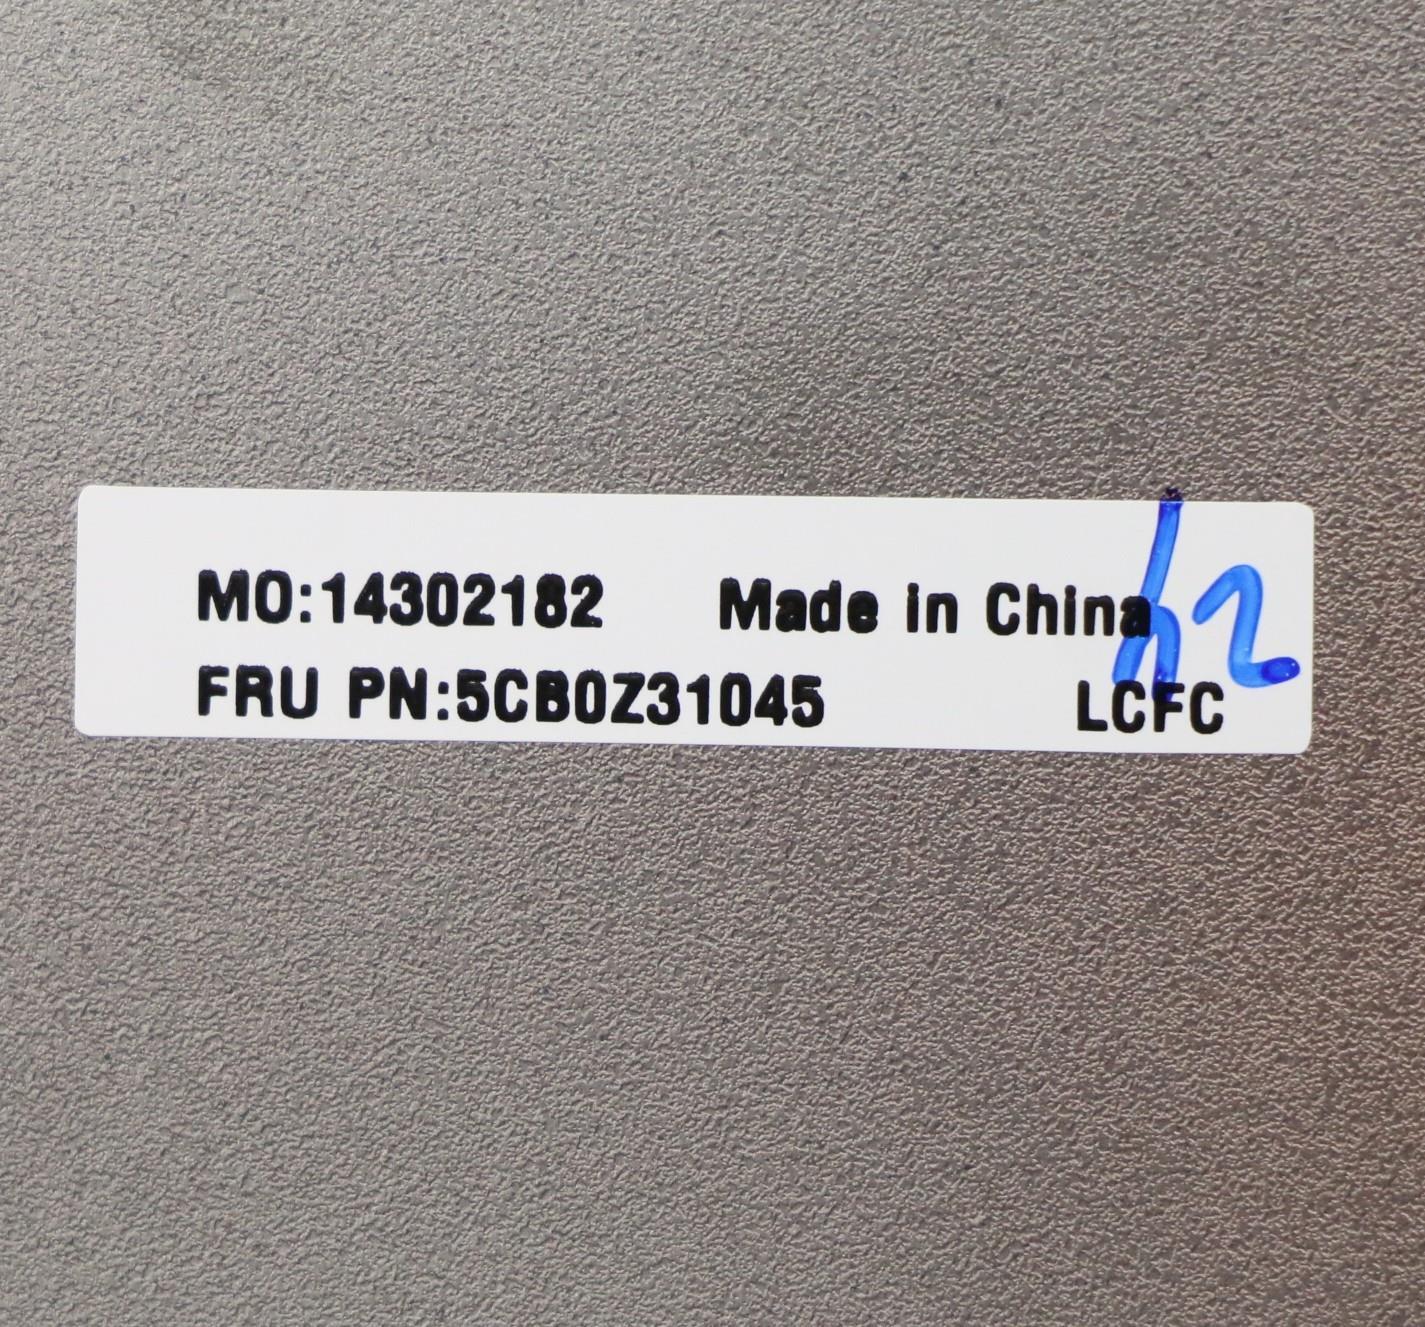 MO:14302182 Made in China
FRU PN:5CB0Z31045 LCFC